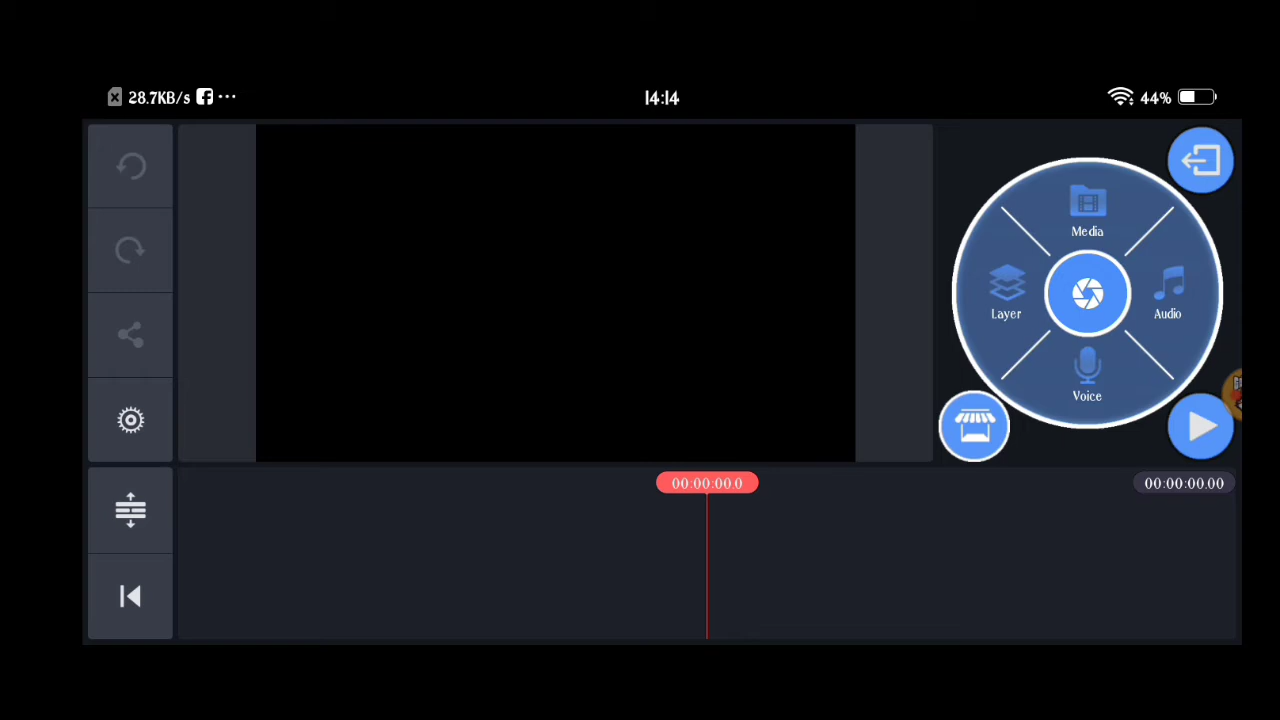 28.7KB/s
14:14
44%
Media
Layer
Audio
Voice
00:00:00.0
00:00:00.00